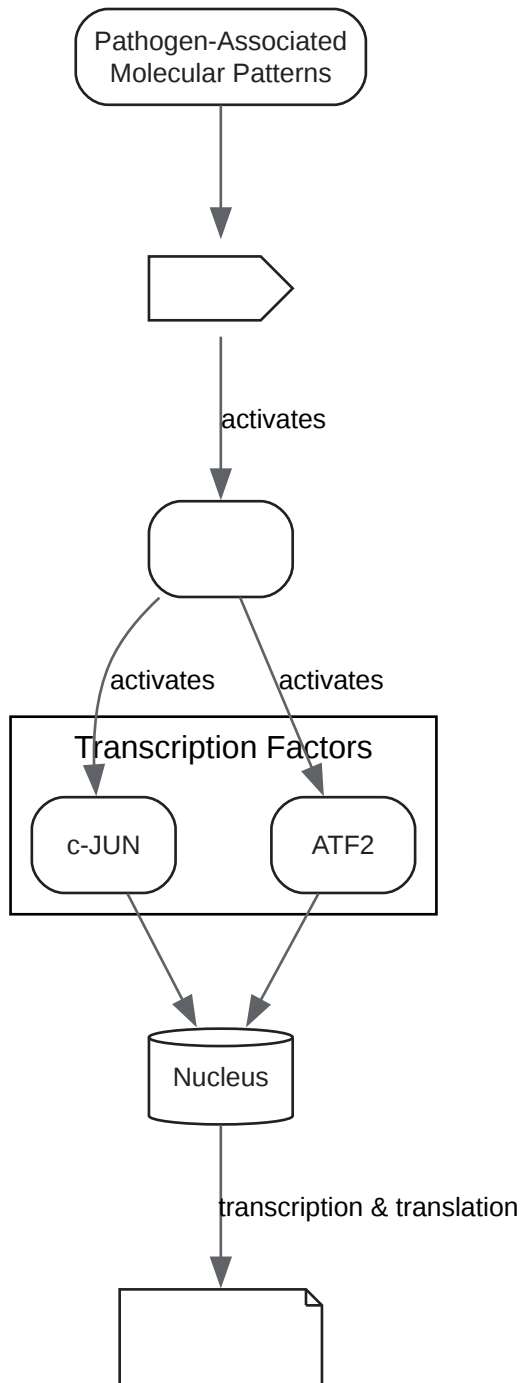 Pathogen-Associated
Molecular Patterns
activates
activates
activates
Transcription Factors
c-JUN
ATF2
Nucleus
transcription & translation